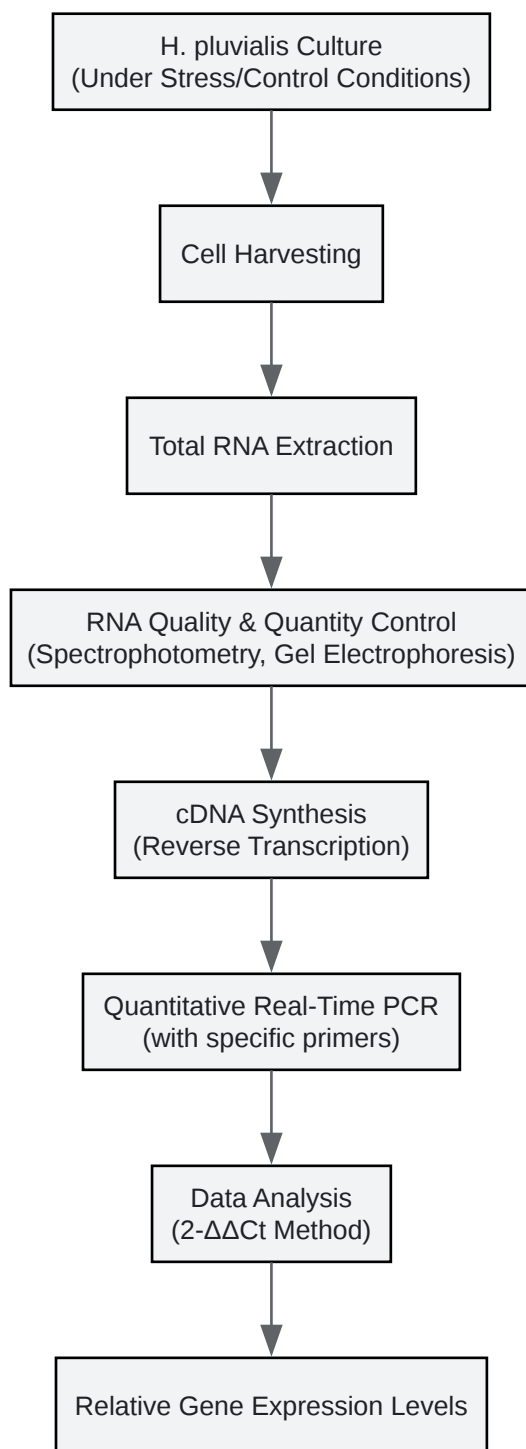 H. pluvialis Culture
(Under Stress/Control Conditions)
Cell Harvesting
Total RNA Extraction
RNA Quality & Quantity Control
(Spectrophotometry, Gel Electrophoresis)
cDNA Synthesis
(Reverse Transcription)
Quantitative Real-Time PCR
(with specific primers)
Data Analysis
(2-ΔΔCt Method)
Relative Gene Expression Levels